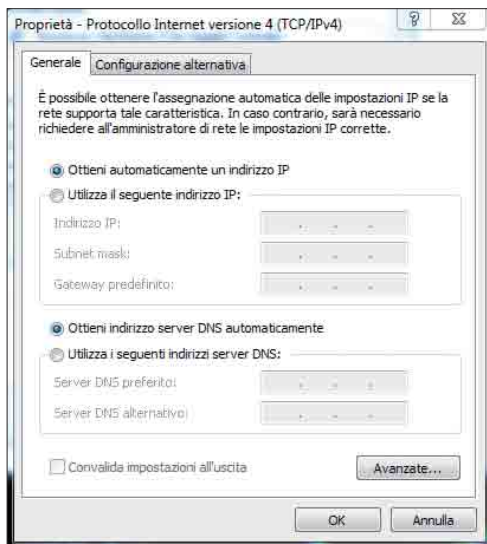 Proprietà - Protocollo Internet versione 4 (TCP/IPv4)
Generale
Configurazione alternativa
È possibile ottenere l'assegnazione automatica delle impostazioni IP se la
rete supporta tale caratteristica. In caso contrario, sarà necessario
richiedere all'amministratore di rete le impostazioni IP corrette.
Ottieni automaticamente un indirizzo IP
Utilizza il seguente indirizzo IP:
Indirizzo IP:
Subnet mask:
Gateway predefinito:
Ottieni indirizzo server DNS automaticamente
Utilizza i seguenti indirizzi server DNS:
Server DNS preferito:
Server DNS alternativo:
Convalida impostazioni all'uscita
Avanzate...
OK
Annulla